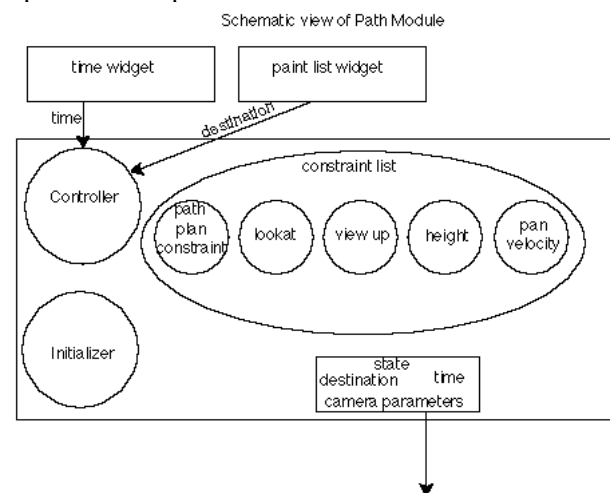 Schematic view of Path Module
time widget
paint list widget
time
destination
constraint list
Controller
path
plan
constraint
lookat
view up
height
pan
velocity
Initializer
state
destination
time
camera parameters